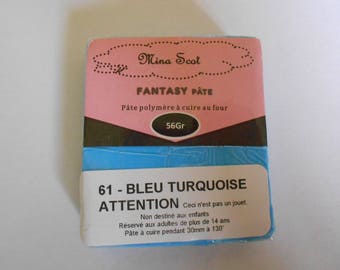 Mina Scot
FANTASY PÂTE
Pâte polymère à cuire au four
56Gr
61 - BLEU TURQUOISE
ATTENTION Ceci n'est pas un jouet.
Non destiné aux enfants
Réservé aux adultes de plus de 14 ans
Pâte à cuire pendant 30mm à 130°